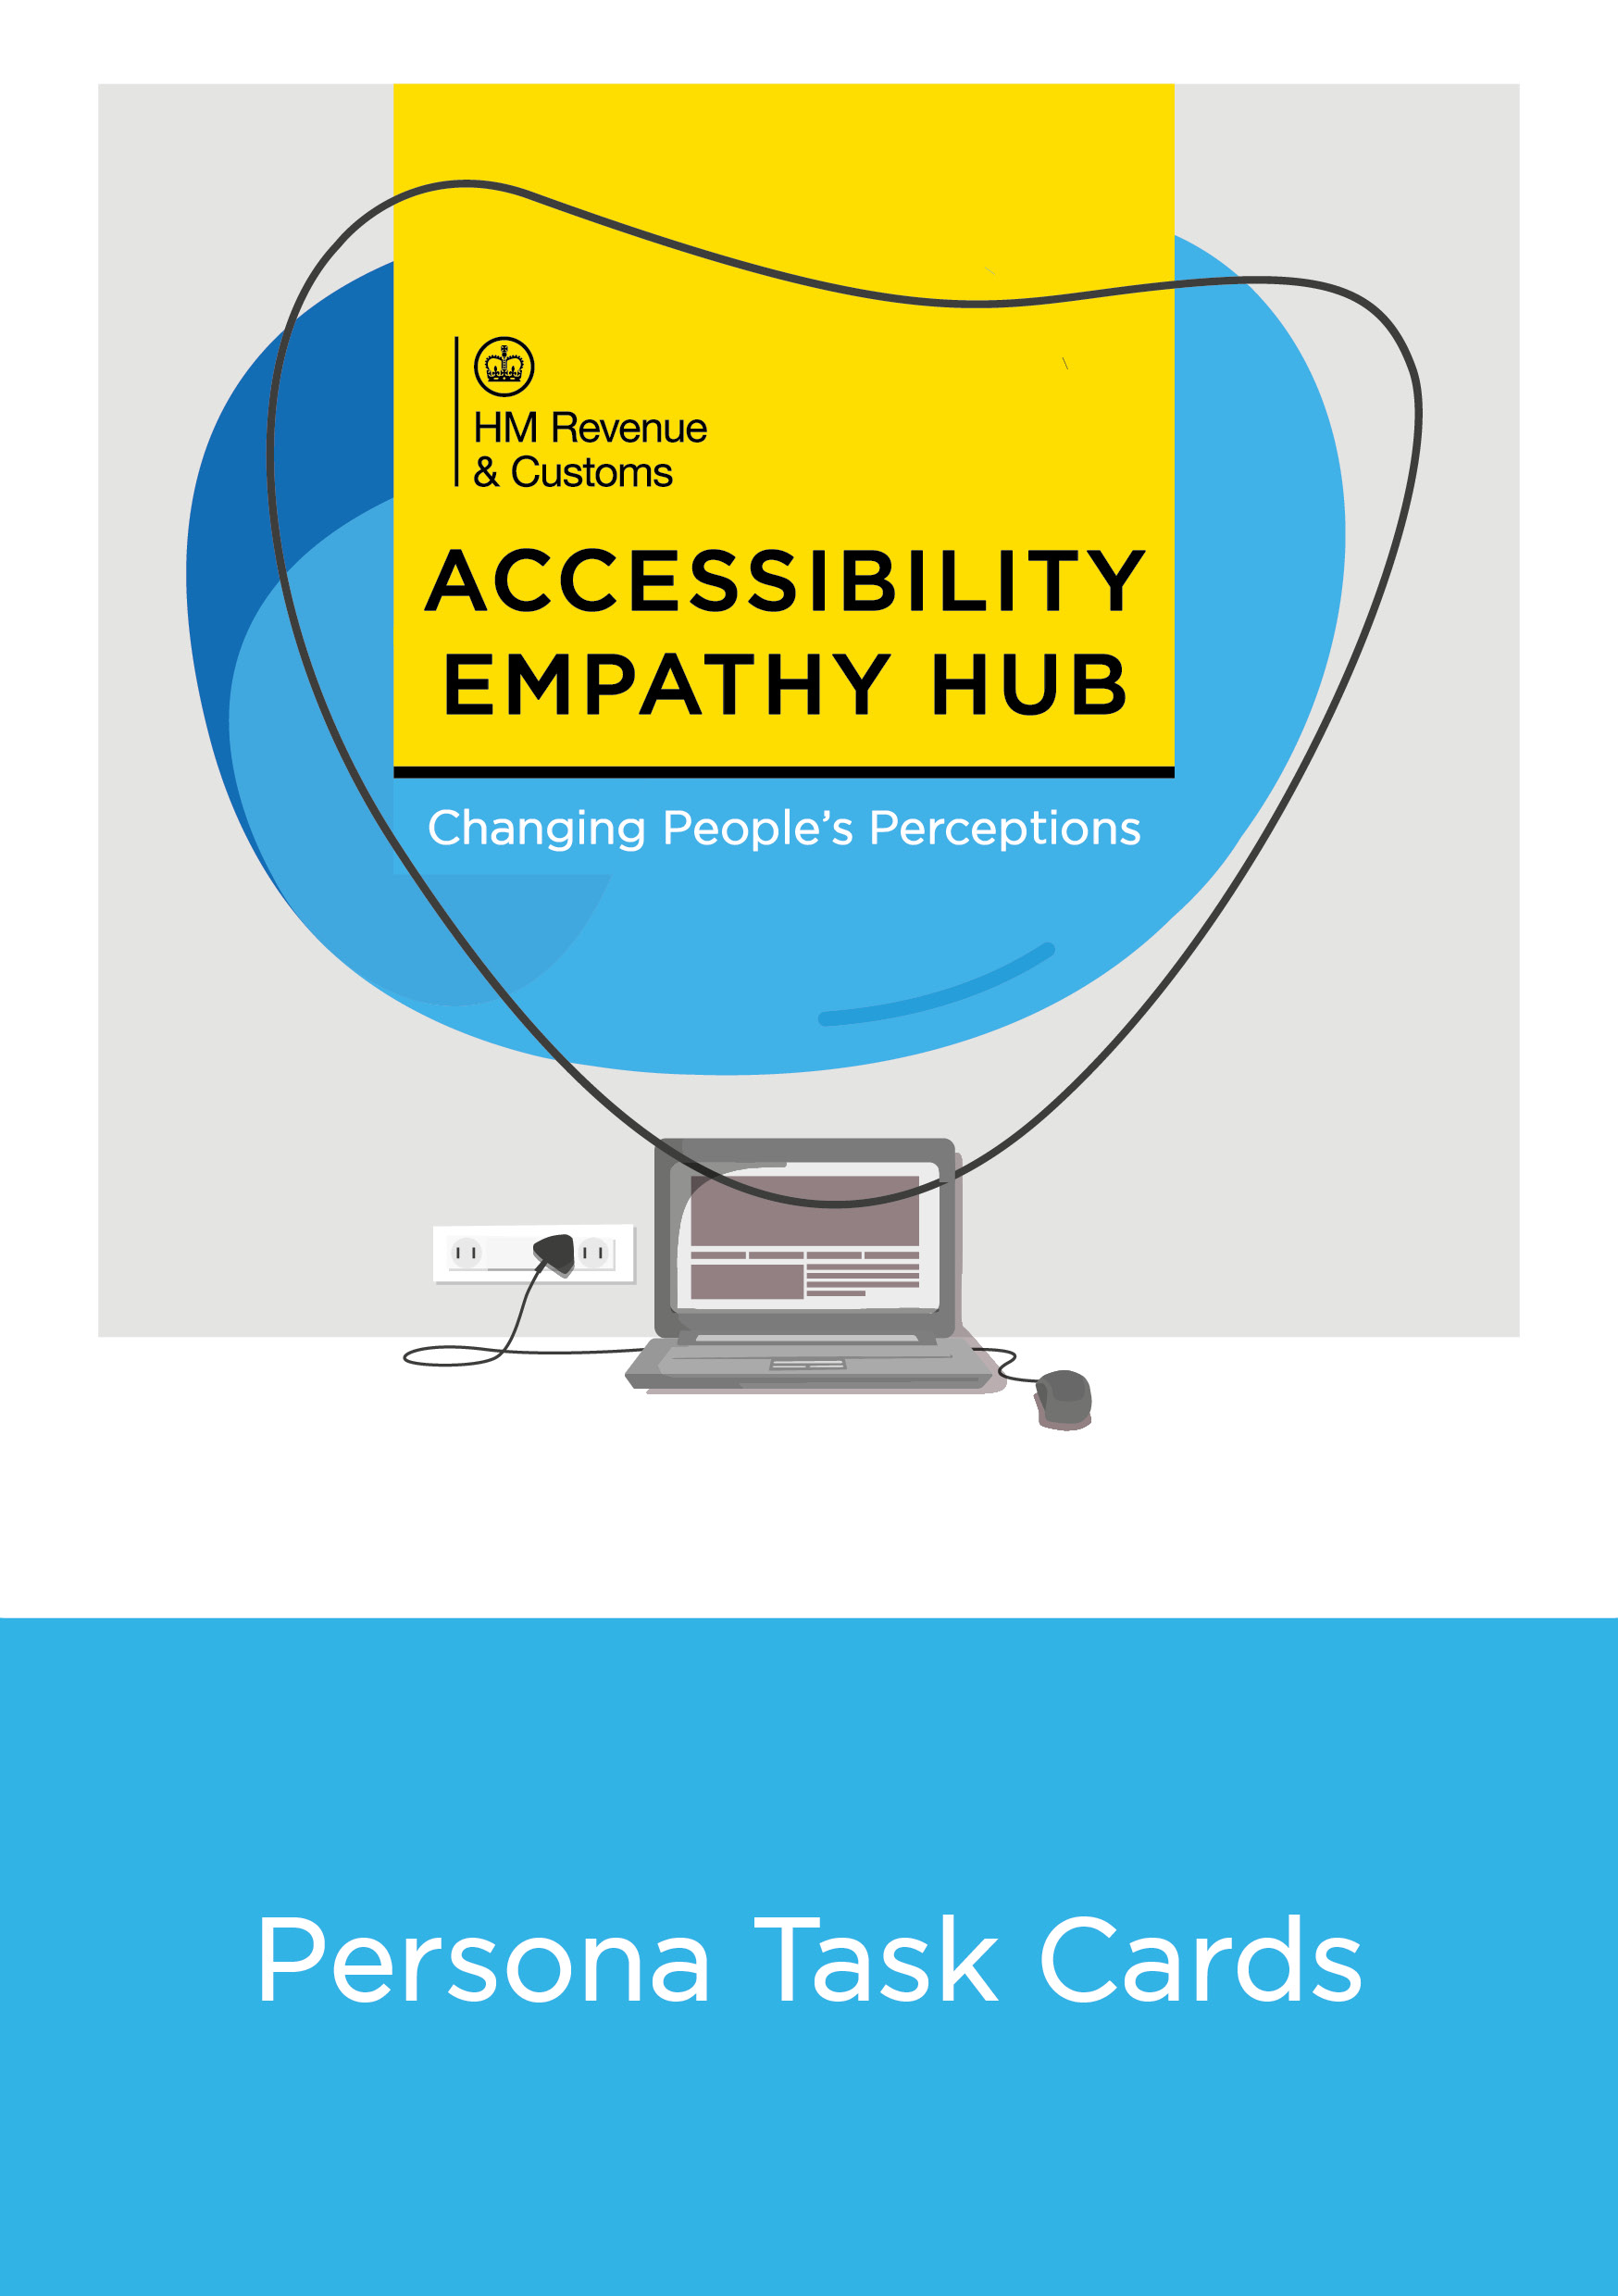 HM Revenue
& Customs
ACCESSIBILITY
EMPATHY HUB
Changing People’s Perceptions
Persona Task Cards